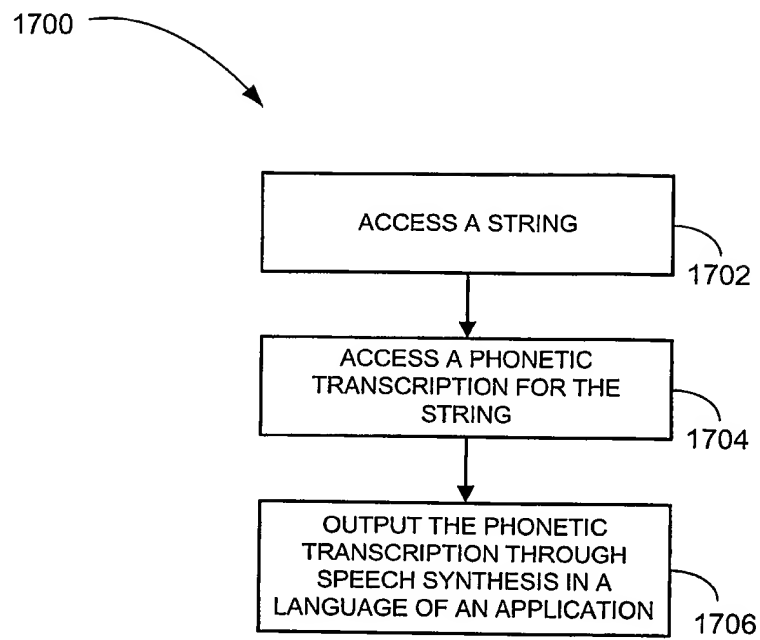 1700
ACCESS A STRING
1702
ACCESS A PHONETIC
TRANSCRIPTION FOR THE
STRING
1704
OUTPUT THE PHONETIC
TRANSCRIPTION THROUGH
SPEECH SYNTHESIS IN A
LANGUAGE OF AN APPLICATION
1706